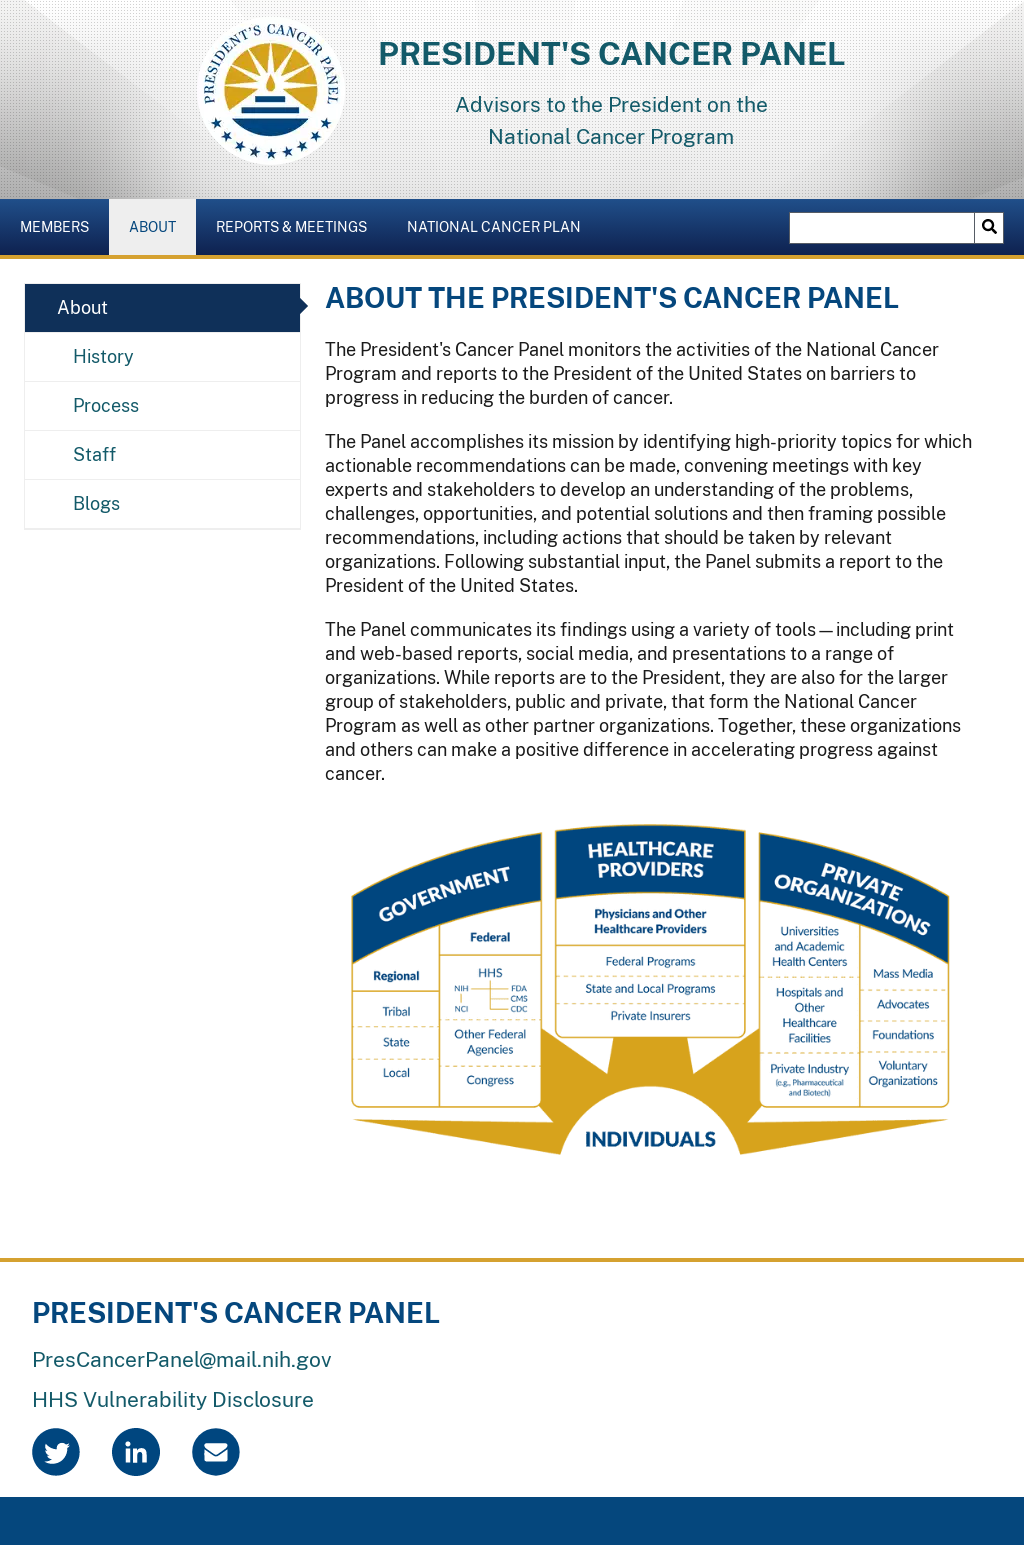 PRESIDENT'S CANCER PANEL
PRESIDENT'S CANCER PANEL
Advisors to the President on the
National Cancer Program
MEMBERS
ABOUT
REPORTS & MEETINGS
NATIONAL CANCER PLAN
About
History
Process
Staff
Blogs
ABOUT THE PRESIDENT'S CANCER PANEL
The President's Cancer Panel monitors the activities of the National Cancer
Program and reports to the President of the United States on barriers to
progress in reducing the burden of cancer.
The Panel accomplishes its mission by identifying high-priority topics for which
actionable recommendations can be made, convening meetings with key
experts and stakeholders to develop an understanding of the problems,
challenges, opportunities, and potential solutions and then framing possible
recommendations, including actions that should be taken by relevant
organizations. Following substantial input, the Panel submits a report to the
President of the United States.
The Panel communicates its findings using a variety of tools—including print
and web-based reports, social media, and presentations to a range of
organizations. While reports are to the President, they are also for the larger
group of stakeholders, public and private, that form the National Cancer
Program as well as other partner organizations. Together, these organizations
and others can make a positive difference in accelerating progress against
cancer.
GOVERNMENT
Regional
Tribal
State
Local
Federal
HHS
NIH
NCI
FDA
CMS
CDC
Other Federal
Agencies
Congress
HEALTHCARE
PROVIDERS
Physicians and Other
Healthcare Providers
Federal Programs
State and Local Programs
Private Insurers
PRIVATE
ORGANIZATIONS
Universities
and Academic
Health Centers
Hospitals and
Other
Healthcare
Facilities
Private Industry
(e.g., Pharmaceutical
and Biotech)
Mass Media
Advocates
Foundations
Voluntary
Organizations
INDIVIDUALS
PRESIDENT'S CANCER PANEL
PresCancerPanel@mail.nih.gov
HHS Vulnerability Disclosure